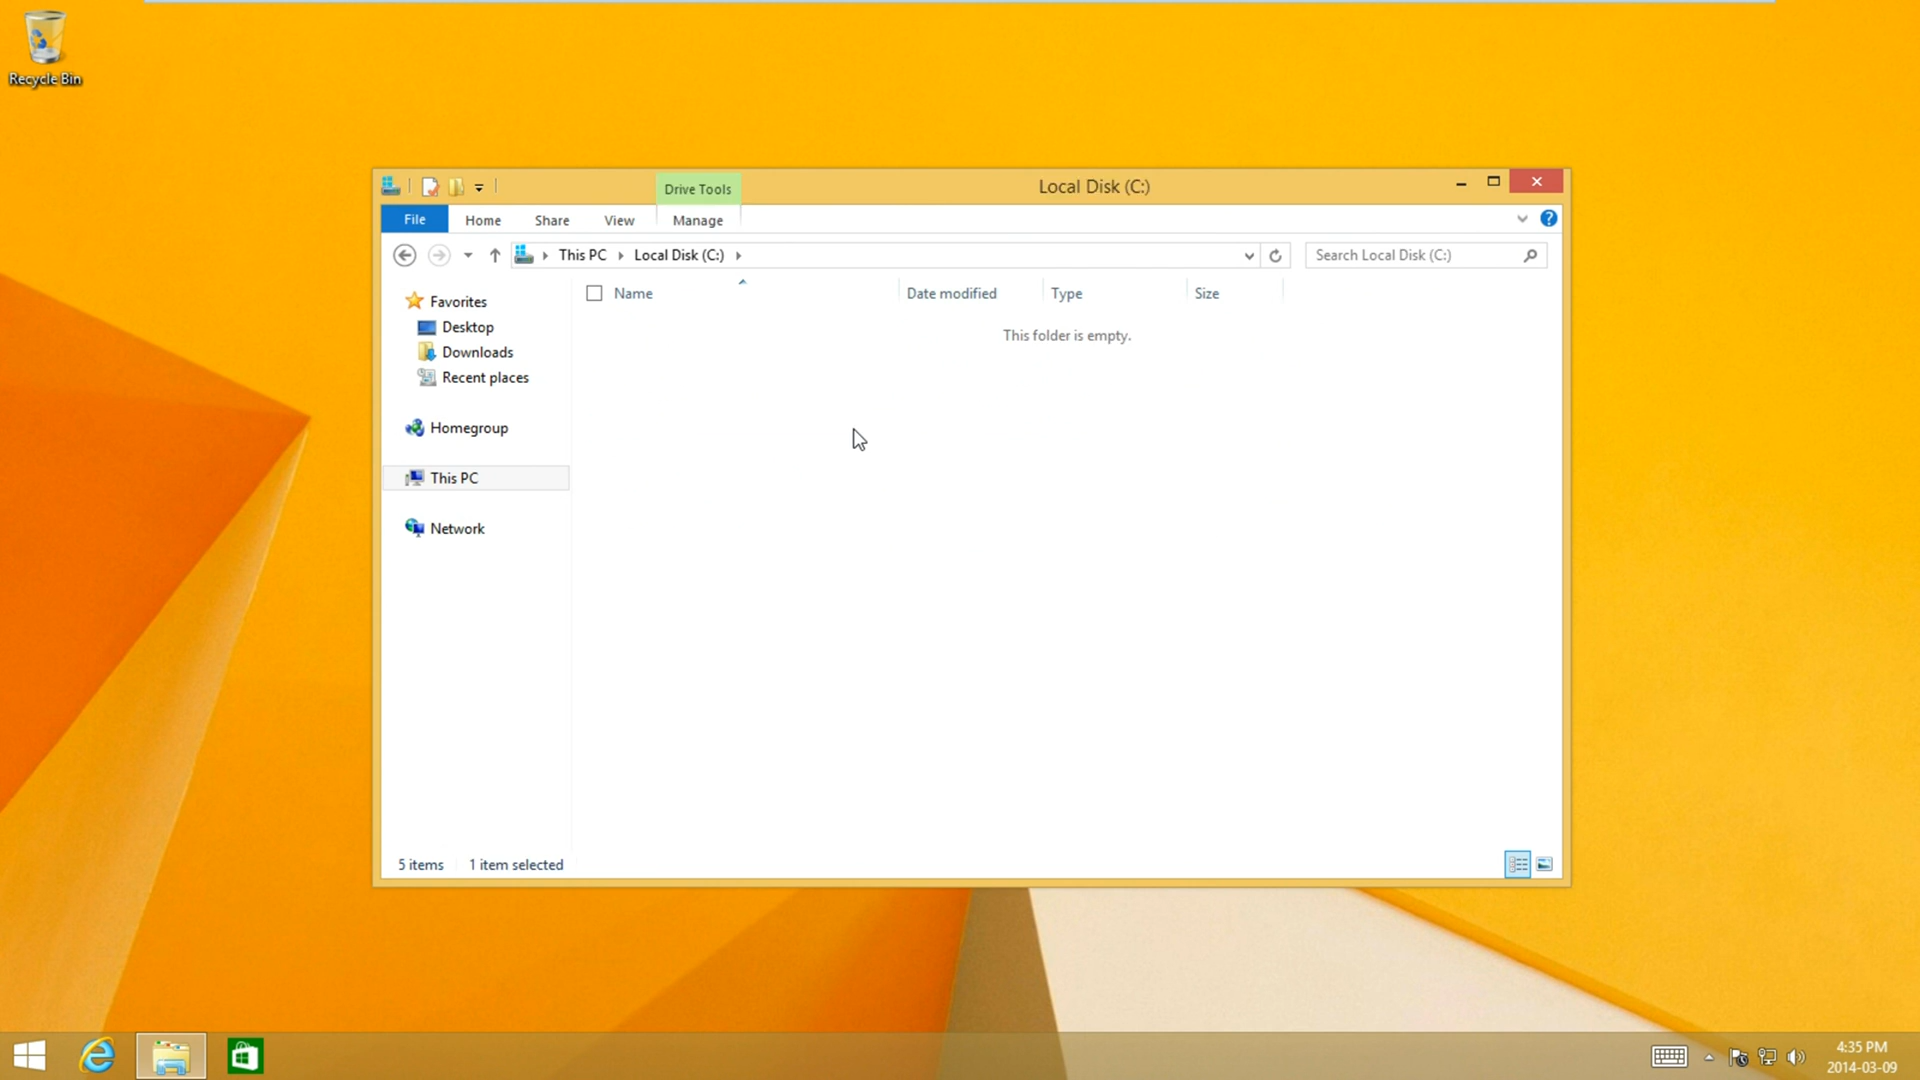 Recycle Bin
Drive Tools
Local Disk (C:)
File
Home
Share
View
Manage
This PC
Local Disk (C:)
Search Local Disk (C:)
Name
Date modified
Type
Size
This folder is empty.
Favorites
Desktop
Downloads
Recent places
Homegroup
This PC
Network
5 items
1 item selected
4:35 PM
2014-03-09